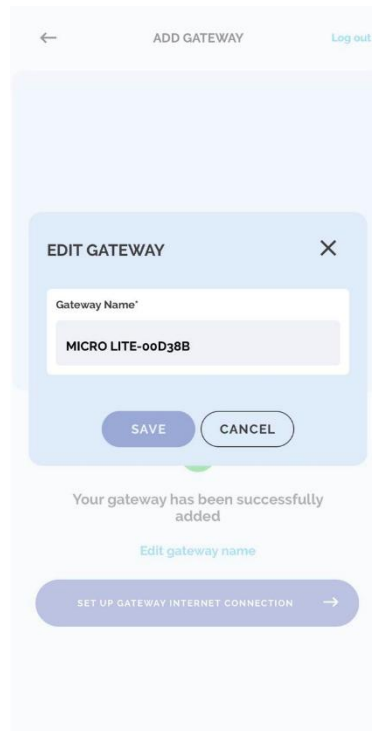 ADD GATEWAY
Log out
EDIT GATEWAY
Gateway Name*
MICRO LITE-00D38B
SAVE
CANCEL
Your gateway has been successfully
added
Edit gateway name
SET UP GATEWAY INTERNET CONNECTION